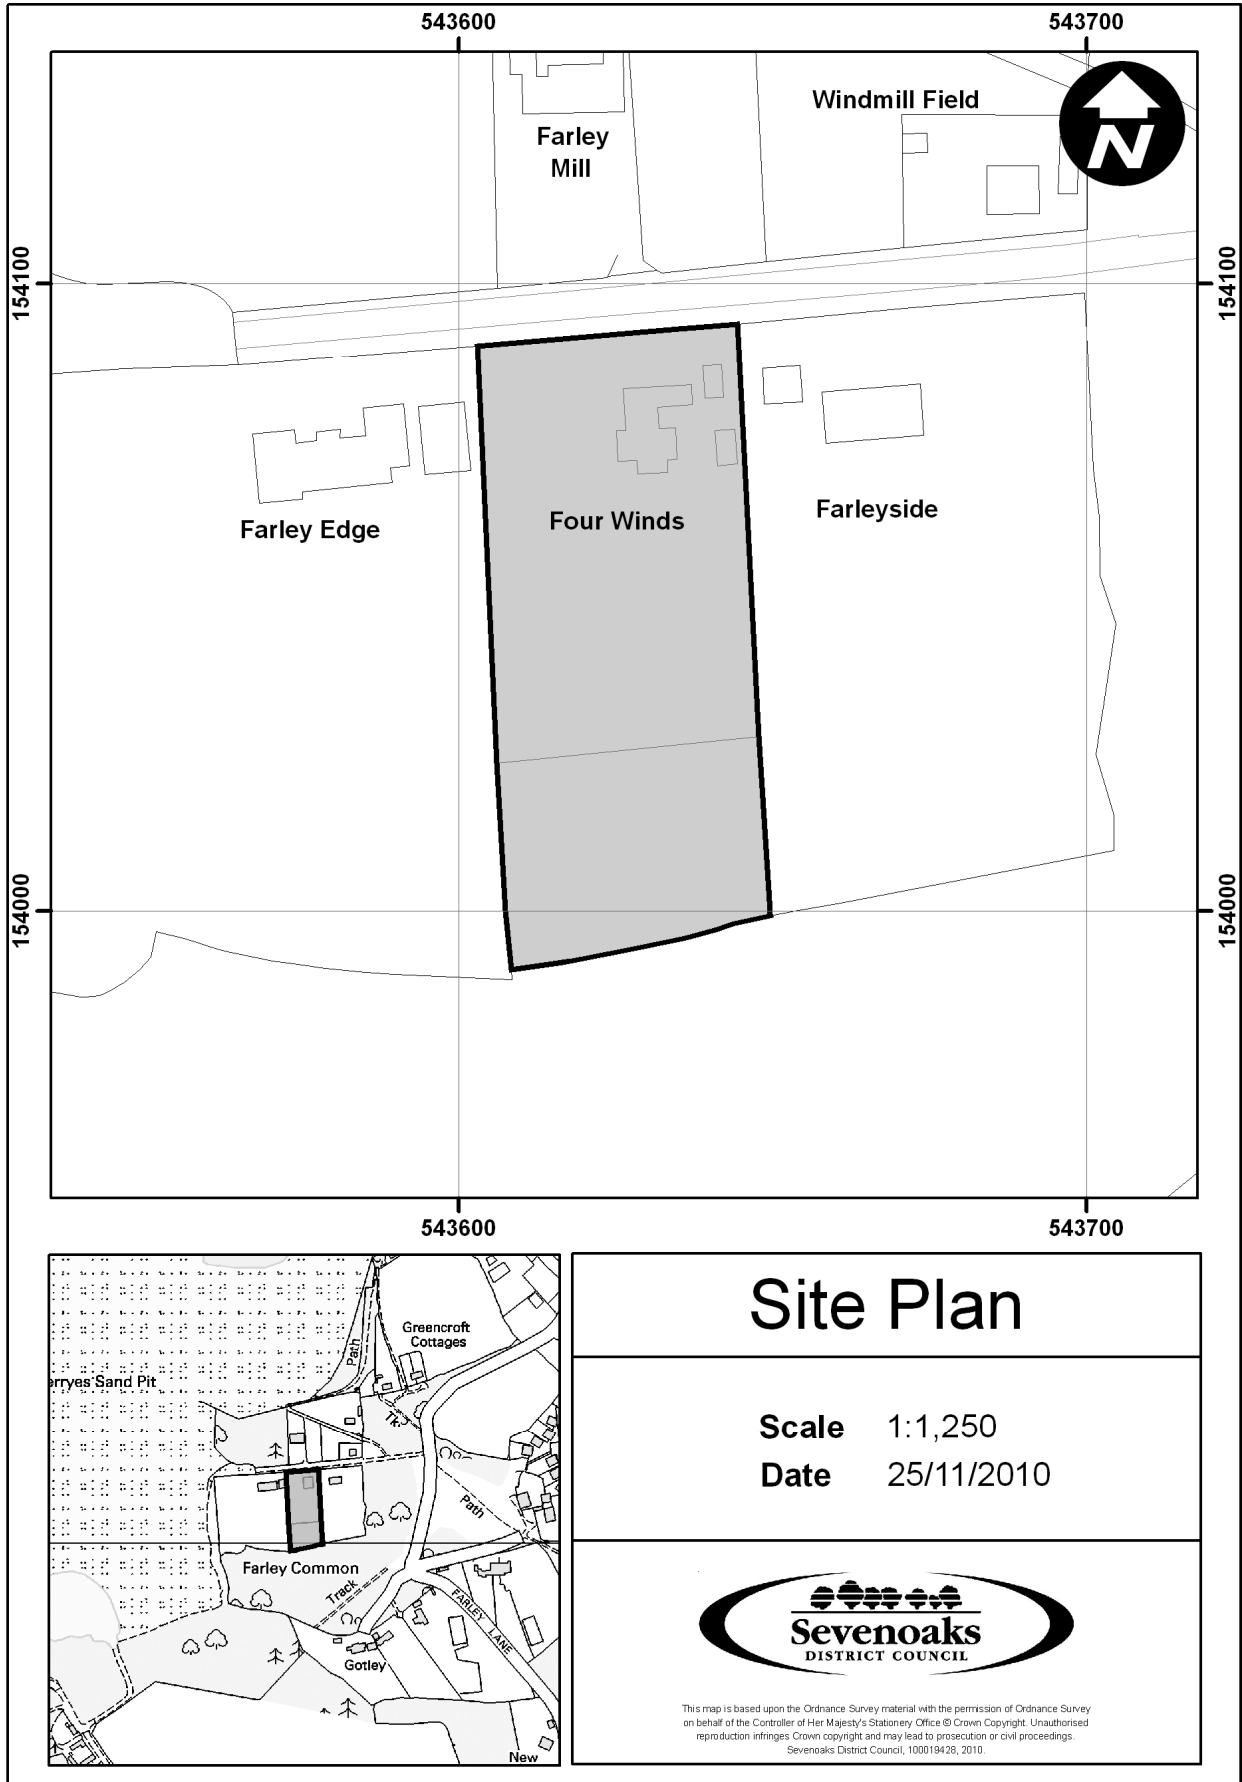 543600
543700
Windmill Field
N
Farley
Mill
154100
154100
Four Winds
Farley Edge
Farleyside
154000
154000
543600
543700
Greencroft
Cottages
Path
erryes Sand Pit
Tk
Path
Farley Common
Track
FARLEY LANE
Gotley
New
Site Plan
Scale 1:1,250
Date 25/11/2010
Sevenoaks
DISTRICT COUNCIL
This map is based upon the Ordnance Survey material with the permission of Ordnance Survey
on behalf of the Controller of Her Majesty's Stationery Office © Crown Copyright. Unauthorised
reproduction infringes Crown copyright and may lead to prosecution or civil proceedings.
Sevenoaks District Council, 100019428, 2010.